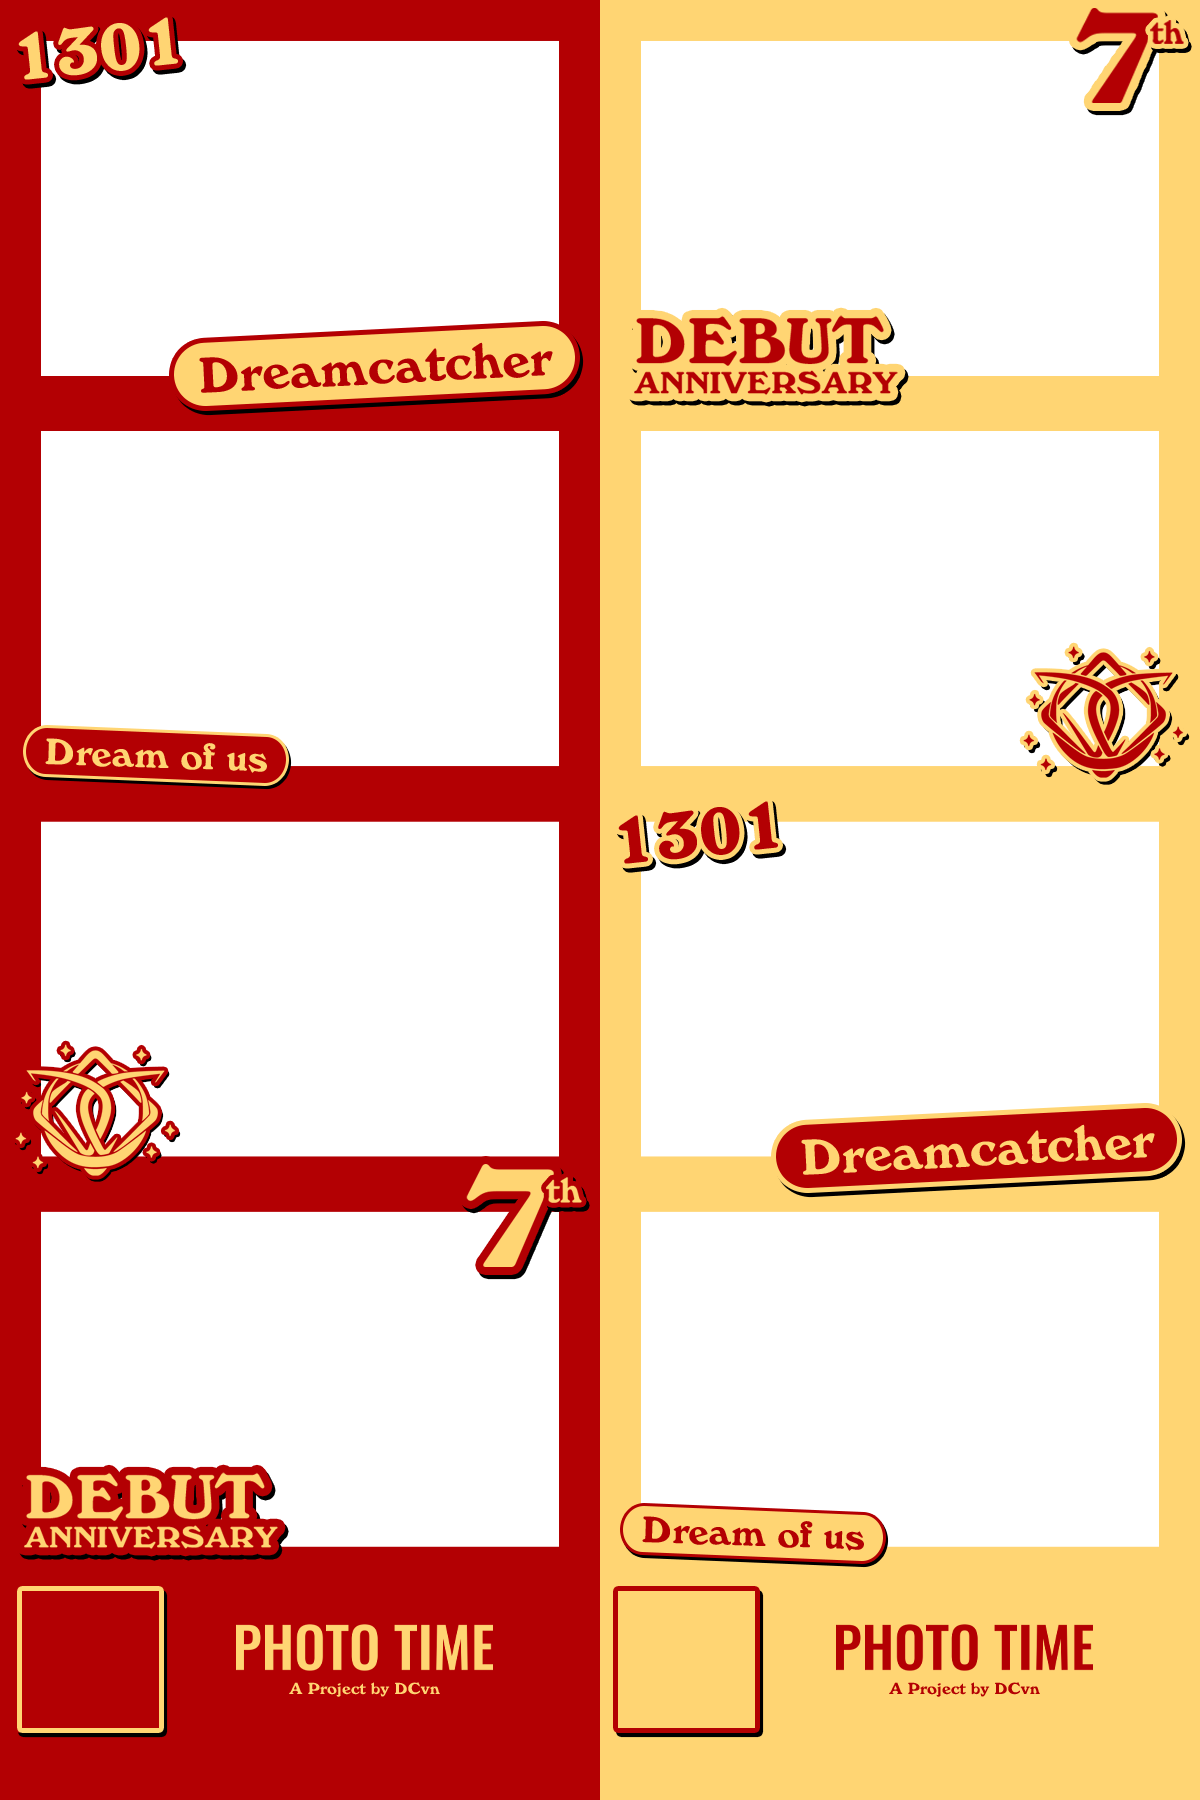 1301
Dreamcatcher
Dream of us
7th
DEBUT
ANNIVERSARY
PHOTO TIME
A Project by DCvn
7th
DEBUT
ANNIVERSARY
1301
Dreamcatcher
Dream of us
PHOTO TIME
A Project by DCvn